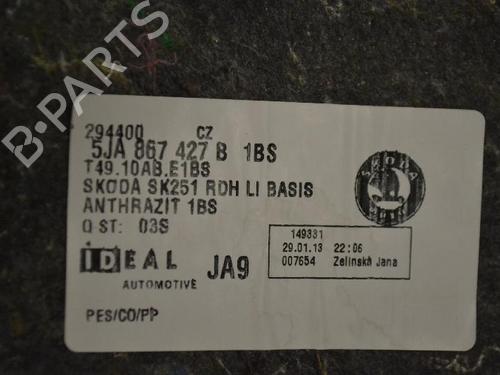 294400 CZ
5JA 867 427 B 1BS
T49.10AB.E1BS
SKODA SK251 RDH LI BASIS
ANTHRAZIT 1BS
Q ST: 03S
SKODA
149331
29.01.13 22:06
007654 Zelinská Jana
IDEAL
AUTOMOTIVE
JA9
PES/CO/PP
B-PARTS